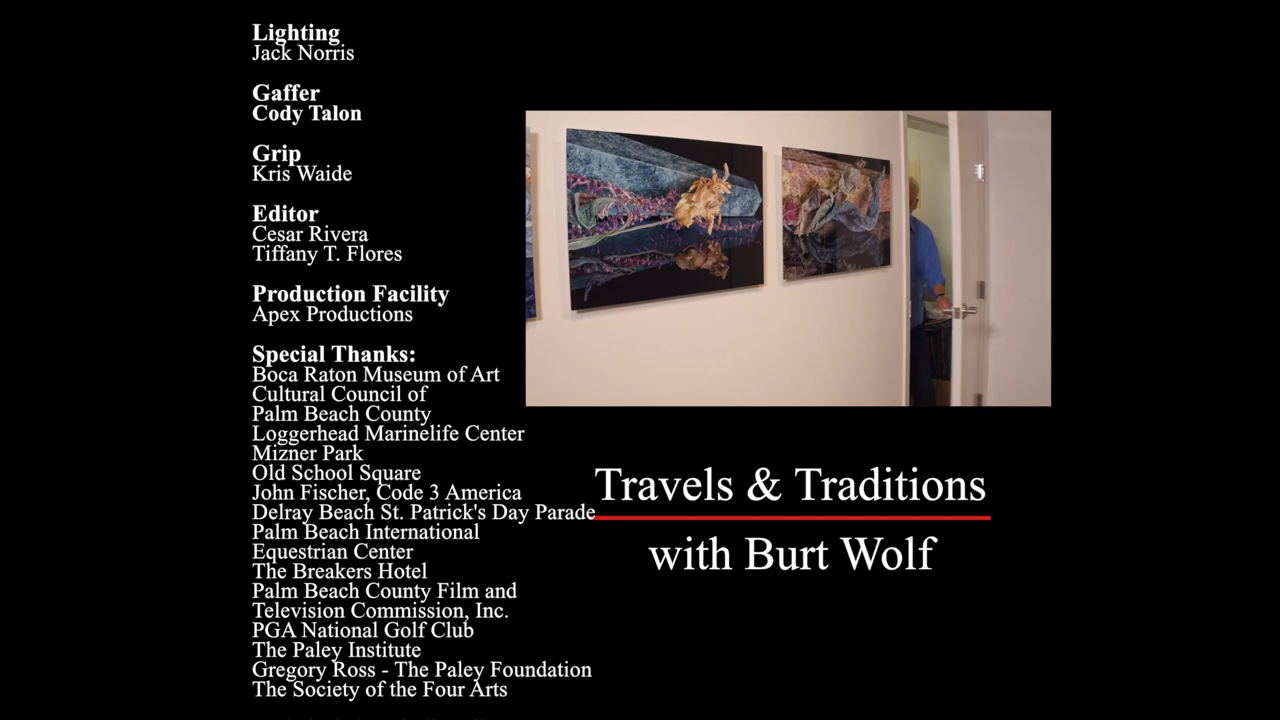 Lighting
Jack Norris
Gaffer
Cody Talon
Grip
Kris Waide
Editor
Cesar Rivera
Tiffany T. Flores
Production Facility
Apex Productions
Special Thanks:
Boca Raton Museum of Art
Cultural Council of
Palm Beach County
Loggerhead Marinelife Center
Mizner Park
Old School Square
John Fischer, Code 3 America
Delray Beach St. Patrick's Day Parade
Palm Beach International
Equestrian Center
The Breakers Hotel
Palm Beach County Film and
Television Commission, Inc.
PGA National Golf Club
The Paley Institute
Gregory Ross - The Paley Foundation
The Society of the Four Arts
Travels & Traditions
with Burt Wolf